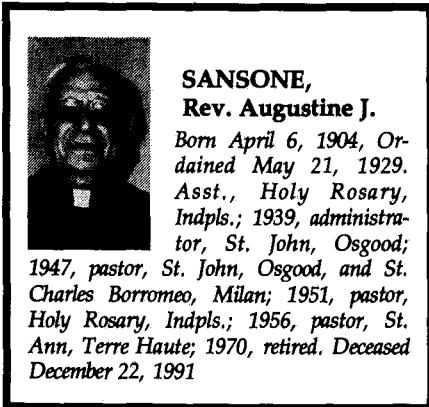 SANSONE,
Rev. Augustine J.
Born April 6, 1904, Or-
dained May 21, 1929.
Asst., Holy Rosary,
Indpls.; 1939, administra-
tor, St. John, Osgood;
1947, pastor, St. John, Osgood, and St.
Charles Borromeo, Milan; 1951, pastor,
Holy Rosary, Indpls.; 1956, pastor, St.
Ann, Terre Haute; 1970, retired. Deceased
December 22, 1991